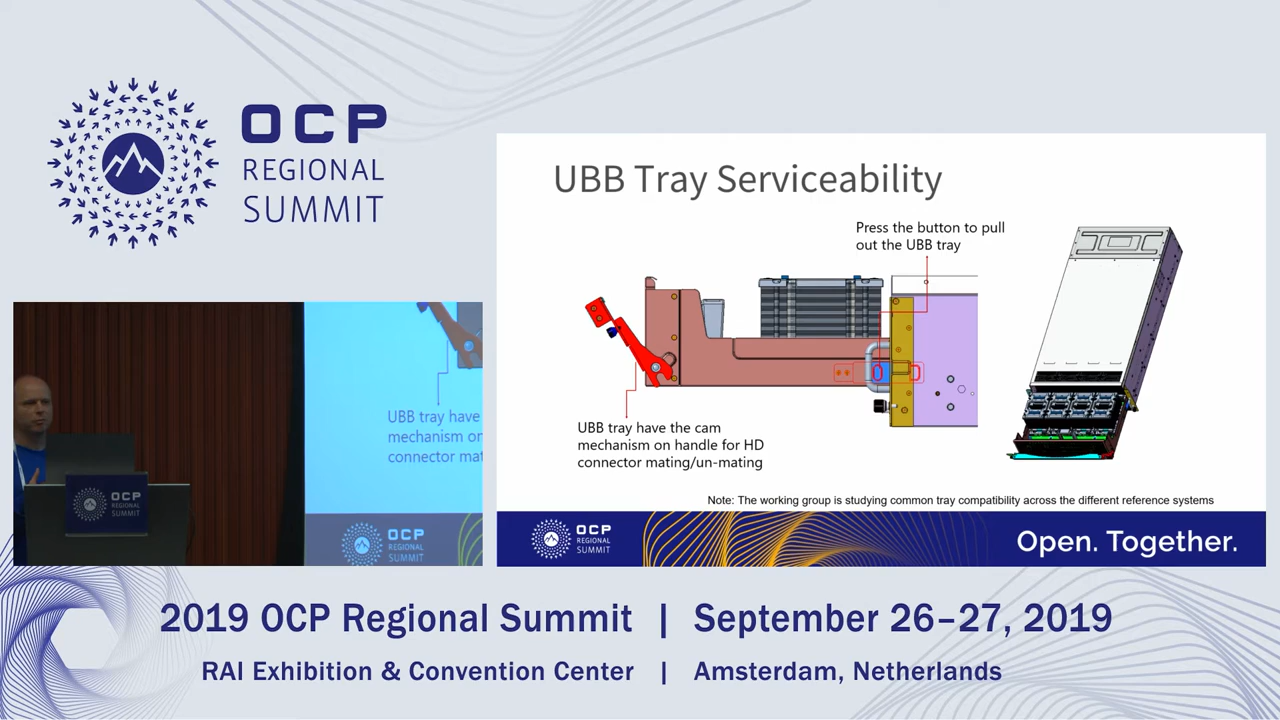 OCP
REGIONAL
SUMMIT
UBB Tray Serviceability
Press the button to pull
out the UBB tray
UBB tray have the cam
mechanism on handle for HD
connector mating/un-mating
Note: The working group is studying common tray compatibility across the different reference systems
OCP
REGIONAL
SUMMIT
Open. Together.
UBB tray have
mechanism on
connector mat
OCP
REGIONAL
SUMMIT
OCP
REGIONAL
SUMMIT
2019 OCP Regional Summit | September 26–27, 2019
RAI Exhibition & Convention Center | Amsterdam, Netherlands